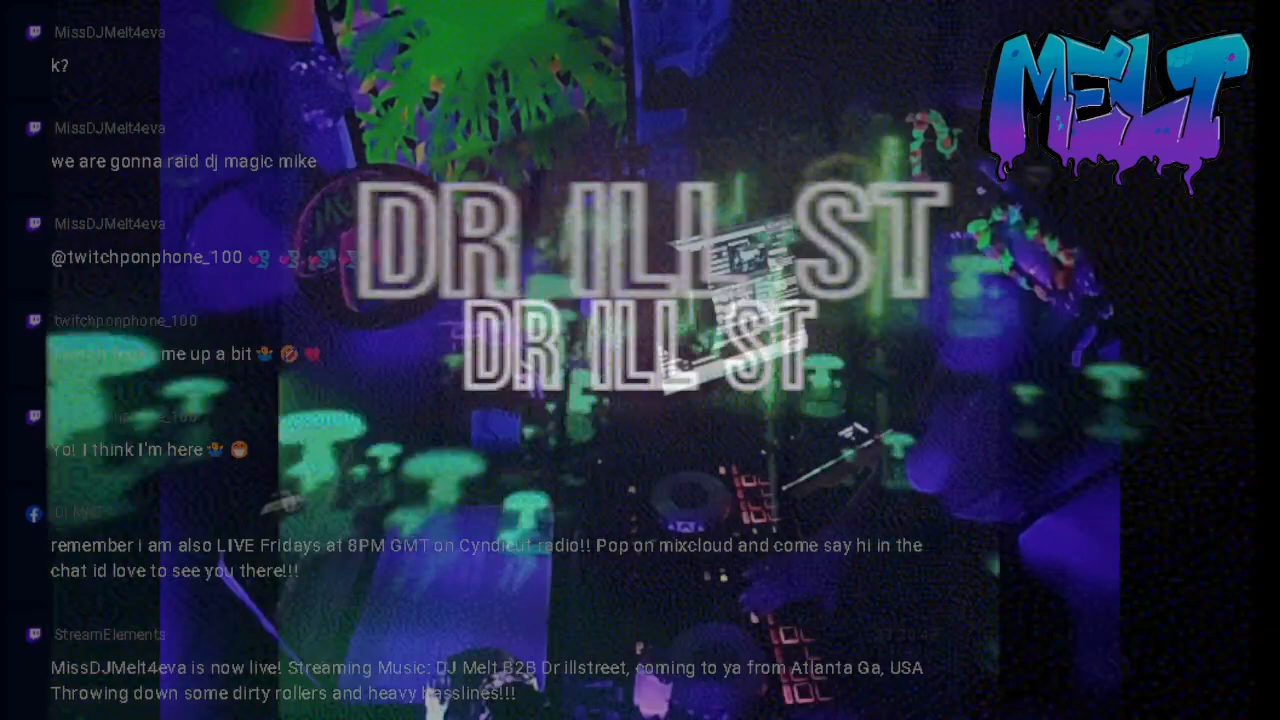 MissDJMelt4eva
k?
MissDJMelt4eva
we are gonna raid dj magic mike
MissDJMelt4eva
@twitchponphone_100
twitchponphone_100
me up a bit
Yo! I think I'm here
DJ Melt
remember i am also LIVE Fridays at 8PM GMT on Cyndicut radio!! Pop on mixcloud and come say hi in the
chat id love to see you there!!!
StreamElements
MissDJMelt4eva is now live! Streaming Music: DJ Melt B2B Dr illstreet, coming to ya from Atlanta Ga, USA
Throwing down some dirty rollers and heavy basslines!!!
DR ILL ST
DR ILL ST
MELT